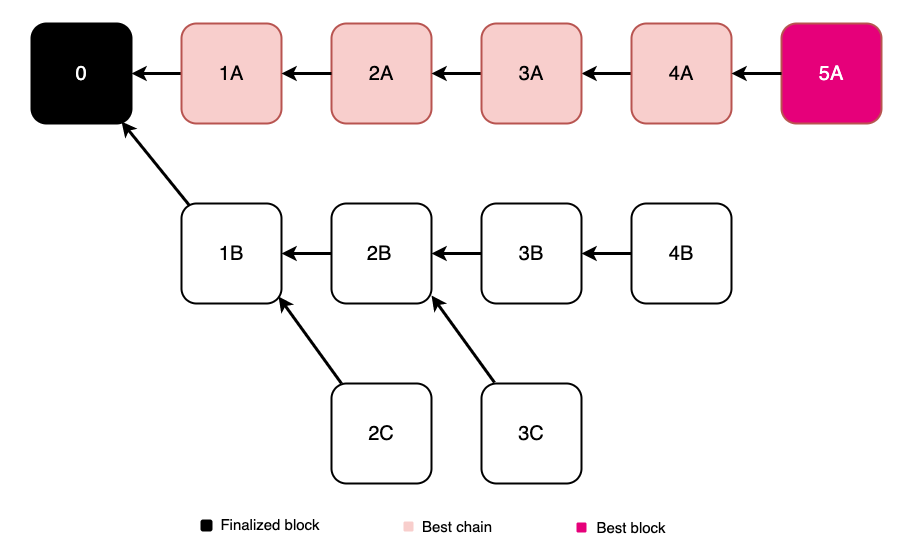 0
1A
2A
3A
4A
5A
1B
2B
3B
4B
2C
3C
Finalized block
Best chain
Best block